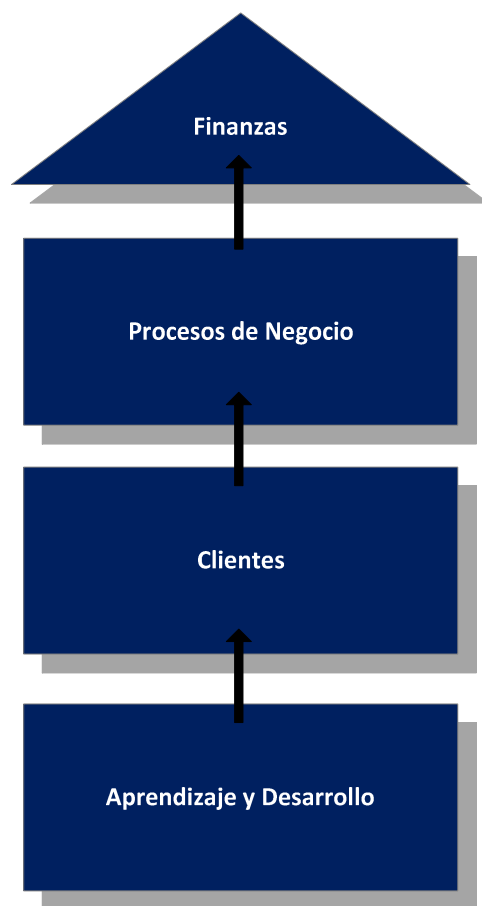 Finanzas
Procesos de Negocio
Clientes
Aprendizaje y Desarrollo